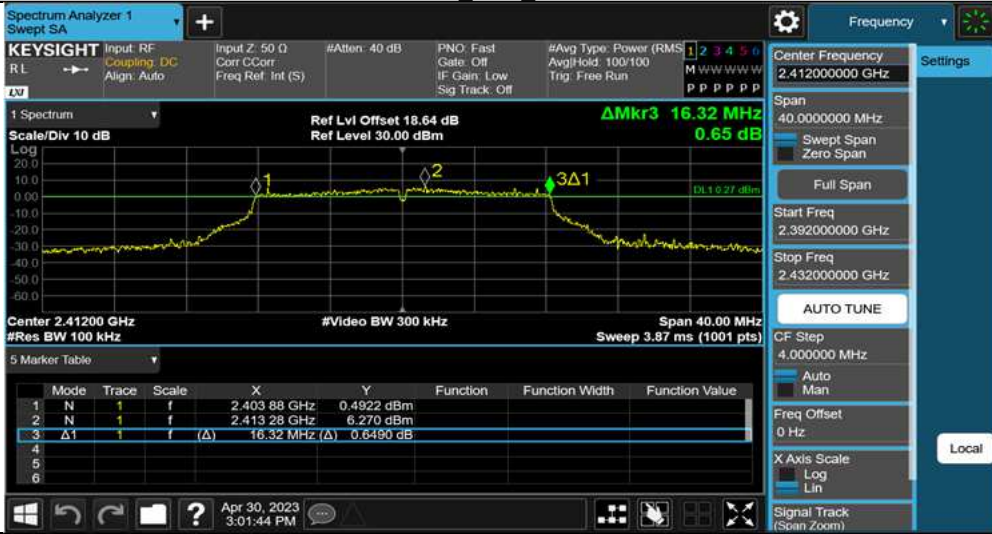 Spectrum Analyzer 1
Swept SA
+
Frequency
KEYSIGHT
RL
LXI
Input: RF
Coupling: DC
Align: Auto
Input Z: 50 Ω
Corr CCorr
Freq Ref: Int (S)
#Atten: 40 dB
PNO: Fast
Gate: Off
IF Gain: Low
Sig Track: Off
#Avg Type: Power (RMS
Avg|Hold: 100/100
Trig: Free Run
1 2 3 4 5 6
M W W W W W
P P P P P P
1 Spectrum
Scale/Div 10 dB
Ref Lvl Offset 18.64 dB
Ref Level 30.00 dBm
ΔMkr3 16.32 MHz
0.65 dB
Log
20.0
10.0
0.00
-10.0
-20.0
-30.0
-40.0
-50.0
-60.0
1
2
3Δ1
DL1 0.27 dBm
Center 2.41200 GHz
#Res BW 100 kHz
#Video BW 300 kHz
Span 40.00 MHz
Sweep 3.87 ms (1001 pts)
5 Marker Table
Mode Trace Scale X Y Function Function Width Function Value
1 N 1 f 2.403 88 GHz 0.4922 dBm
2 N 1 f 2.413 28 GHz 6.270 dBm
3 Δ1 1 f (Δ) 16.32 MHz (Δ) 0.6490 dB
4
5
6
?
Apr 30, 2023
3:01:44 PM
Center Frequency
2.412000000 GHz
Span
40.0000000 MHz
Swept Span
Zero Span
Full Span
Start Freq
2.392000000 GHz
Stop Freq
2.432000000 GHz
AUTO TUNE
CF Step
4.000000 MHz
Auto
Man
Freq Offset
0 Hz
X Axis Scale
Log
Lin
Signal Track
(Span Zoom)
Settings
Local